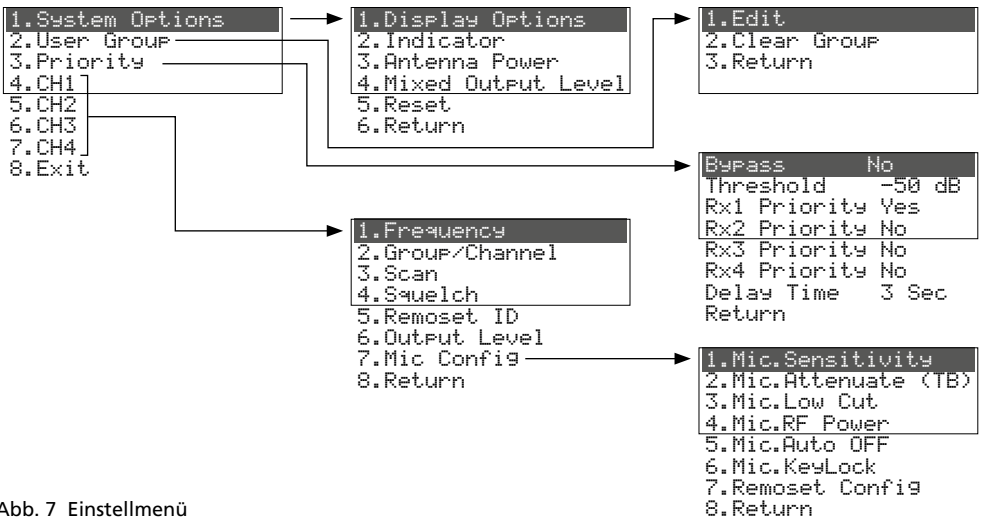 1.System Options
2.User Group
3.Priority
4.CH1
5.CH2
6.CH3
7.CH4
8.Exit
1.Display Options
2.Indicator
3.Antenna Power
4.Mixed Output Level
5.Reset
6.Return
1.Edit
2.Clear Group
3.Return
Bypass No
Threshold -50 dB
Rx1 Priority Yes
Rx2 Priority No
Rx3 Priority No
Rx4 Priority No
Delay Time 3 Sec
Return
1.Frequency
2.Group/Channel
3.Scan
4.Squelch
5.Remoset ID
6.Output Level
7.Mic Config
8.Return
1.Mic.Sensitivity
2.Mic.Attenuate (TB)
3.Mic.Low Cut
4.Mic.RF Power
5.Mic.Auto OFF
6.Mic.KeyLock
7.Remoset Config
8.Return
Abb. 7 Einstellmenü